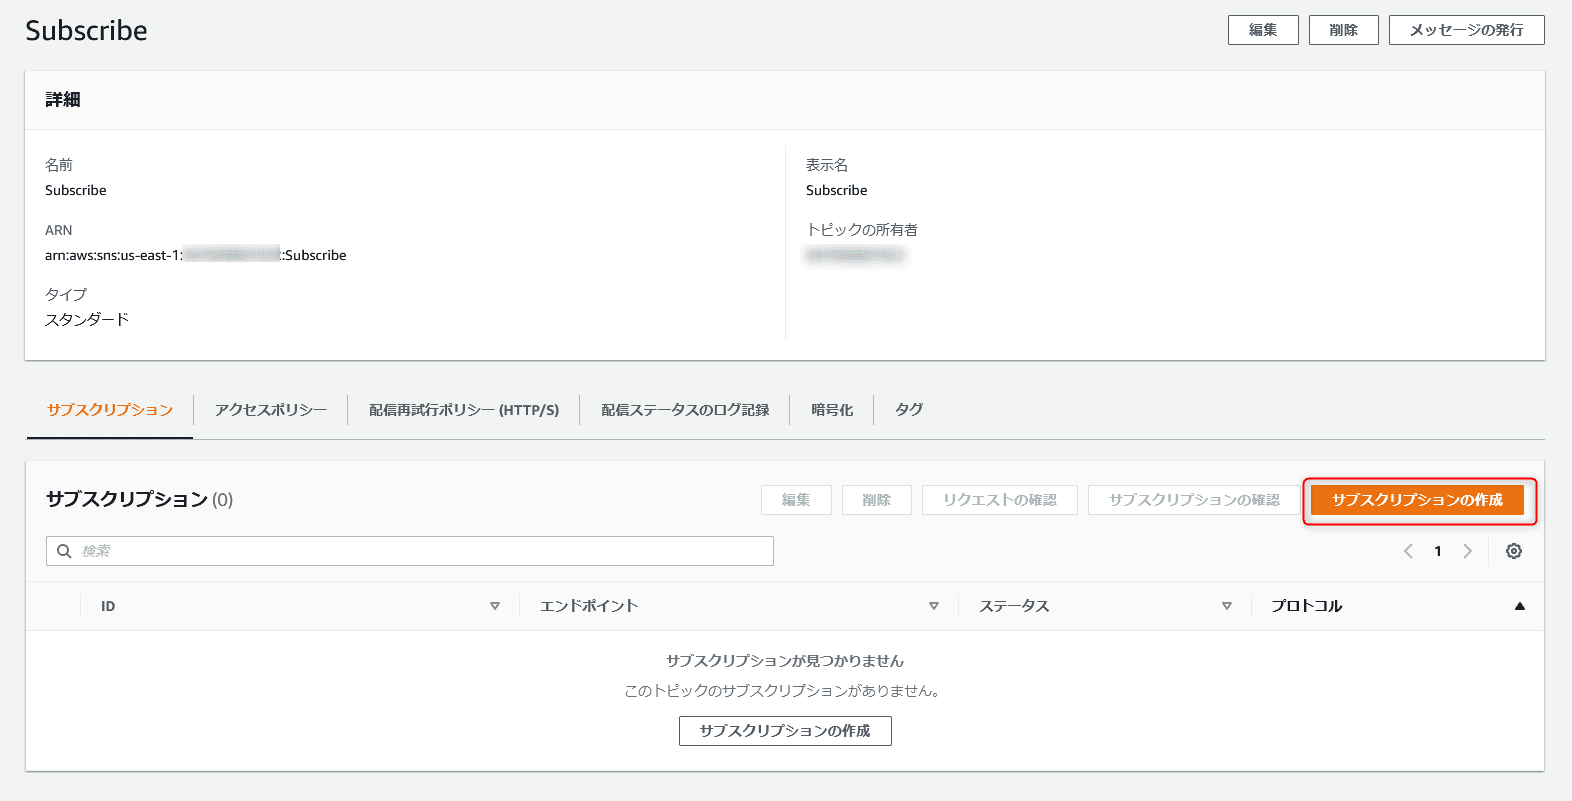 Subscribe
編集 削除 メッセージの発行
詳細
名前
Subscribe
ARN
arn:aws:sns:us-east-1: :Subscribe
タイプ
スタンダード
表示名
Subscribe
トピックの所有者
サブスクリプション アクセスポリシー 配信再試行ポリシー (HTTP/S) 配信ステータスのログ記録 暗号化 タグ
サブスクリプション (0)
編集 削除 リクエストの確認 サブスクリプションの確認 サブスクリプションの作成
検索
1
ID エンドポイント ステータス プロトコル
サブスクリプションが見つかりません
このトピックのサブスクリプションがありません。
サブスクリプションの作成